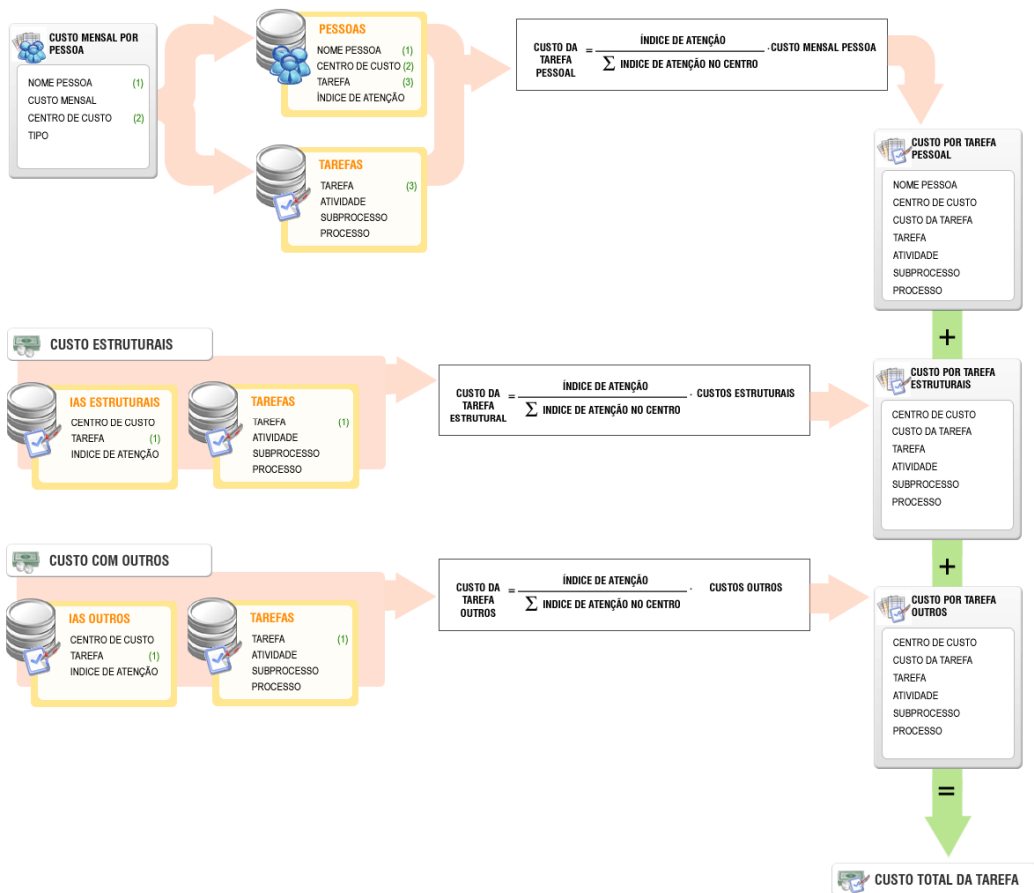 CUSTO MENSAL POR
PESSOA
NOME PESSOA (1)
CUSTO MENSAL
CENTRO DE CUSTO (2)
TIPO
PESSOAS
NOME PESSOA (1)
CENTRO DE CUSTO (2)
TAREFA (3)
ÍNDICE DE ATENÇÃO
TAREFAS
TAREFA (3)
ATIVIDADE
SUBPROCESSO
PROCESSO
CUSTO DA
TAREFA
PESSOAL
=
ÍNDICE DE ATENÇÃO
∑ INDICE DE ATENÇÃO NO CENTRO
· CUSTO MENSAL PESSOA
CUSTO POR TAREFA
PESSOAL
NOME PESSOA
CENTRO DE CUSTO
CUSTO DA TAREFA
TAREFA
ATIVIDADE
SUBPROCESSO
PROCESSO
+
CUSTO ESTRUTURAIS
IAS ESTRUTURAIS
CENTRO DE CUSTO
TAREFA (1)
INDICE DE ATENÇÃO
TAREFAS
TAREFA (1)
ATIVIDADE
SUBPROCESSO
PROCESSO
CUSTO DA
TAREFA
ESTRUTURAL
=
ÍNDICE DE ATENÇÃO
∑ INDICE DE ATENÇÃO NO CENTRO
· CUSTOS ESTRUTURAIS
CUSTO POR TAREFA
ESTRUTURAIS
CENTRO DE CUSTO
CUSTO DA TAREFA
TAREFA
ATIVIDADE
SUBPROCESSO
PROCESSO
+
CUSTO COM OUTROS
IAS OUTROS
CENTRO DE CUSTO
TAREFA (1)
INDICE DE ATENÇÃO
TAREFAS
TAREFA (1)
ATIVIDADE
SUBPROCESSO
PROCESSO
CUSTO DA
TAREFA
OUTROS
=
ÍNDICE DE ATENÇÃO
∑ INDICE DE ATENÇÃO NO CENTRO
· CUSTOS OUTROS
CUSTO POR TAREFA
OUTROS
CENTRO DE CUSTO
CUSTO DA TAREFA
TAREFA
ATIVIDADE
SUBPROCESSO
PROCESSO
=
CUSTO TOTAL DA TAREFA